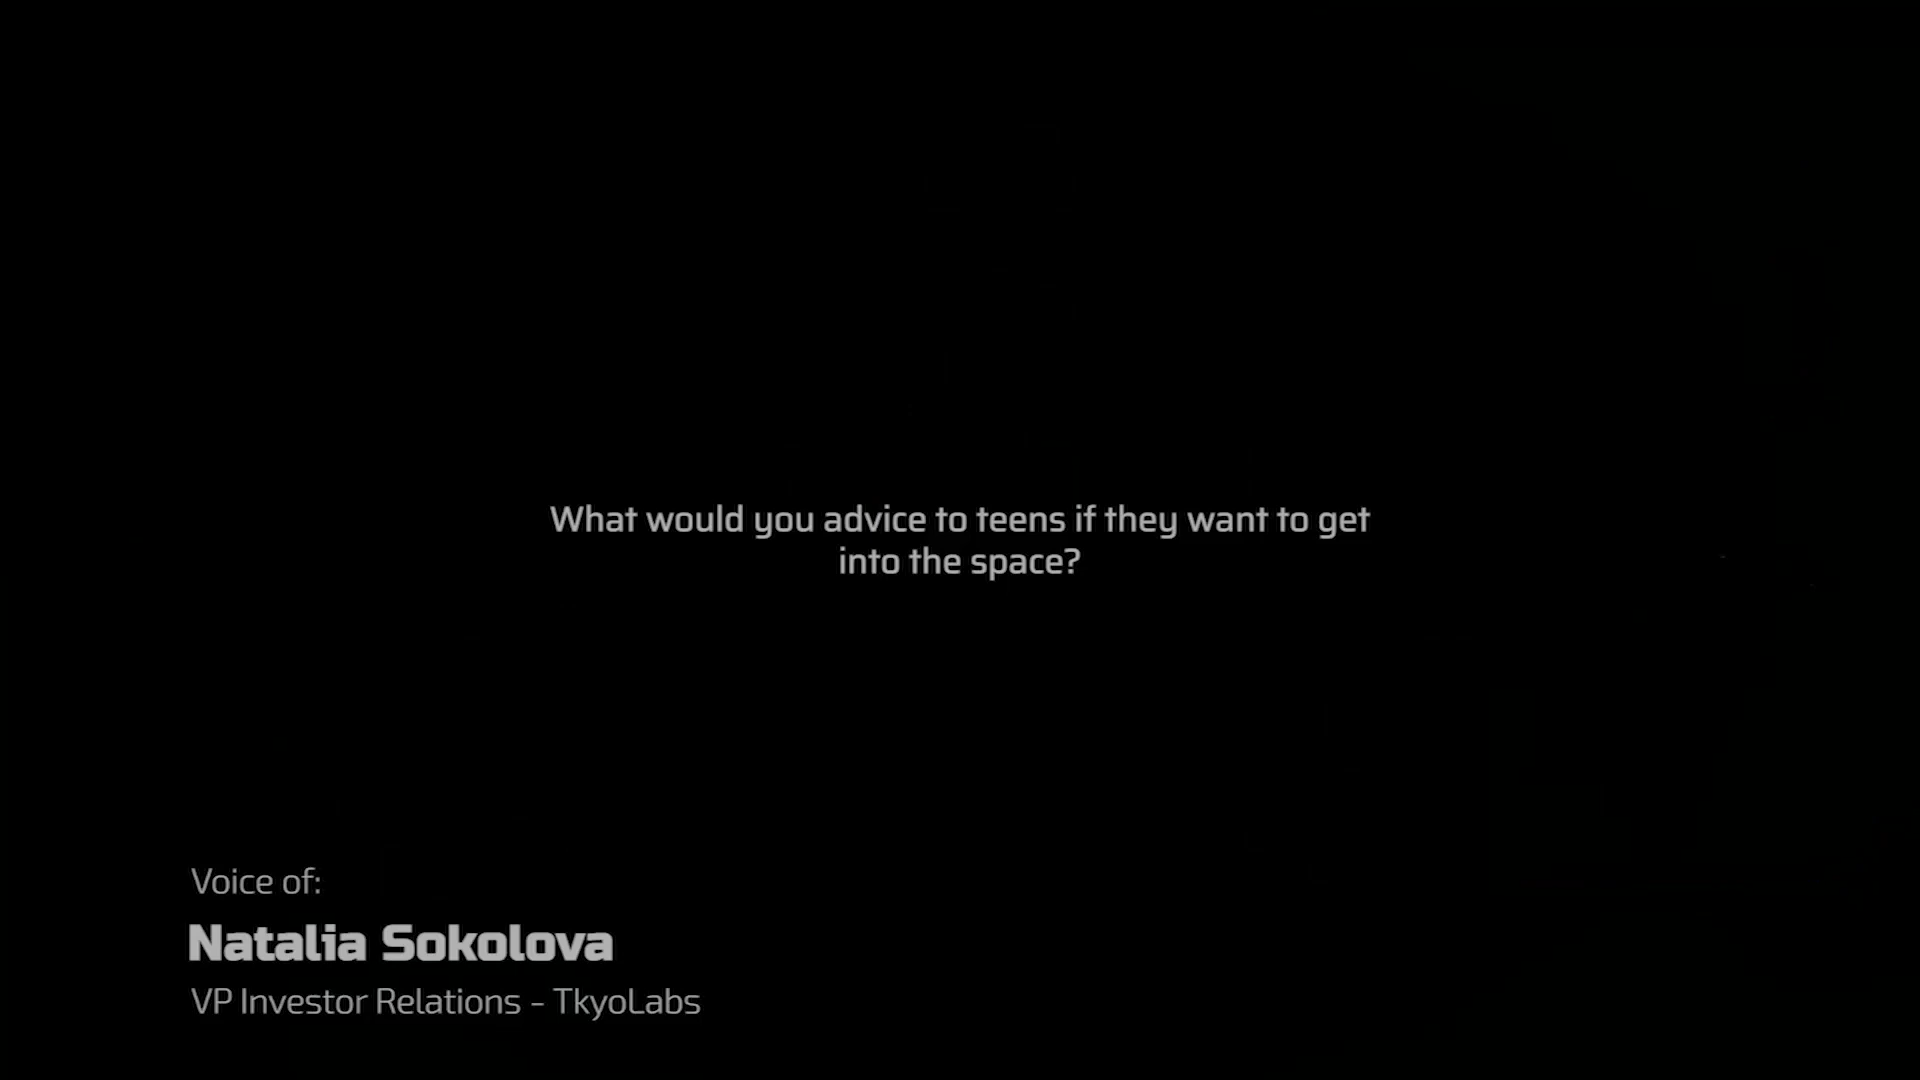 What would you advice to teens if they want to get
into the space?
Voice of:
Natalia Sokolova
VP Investor Relations - TkyoLabs